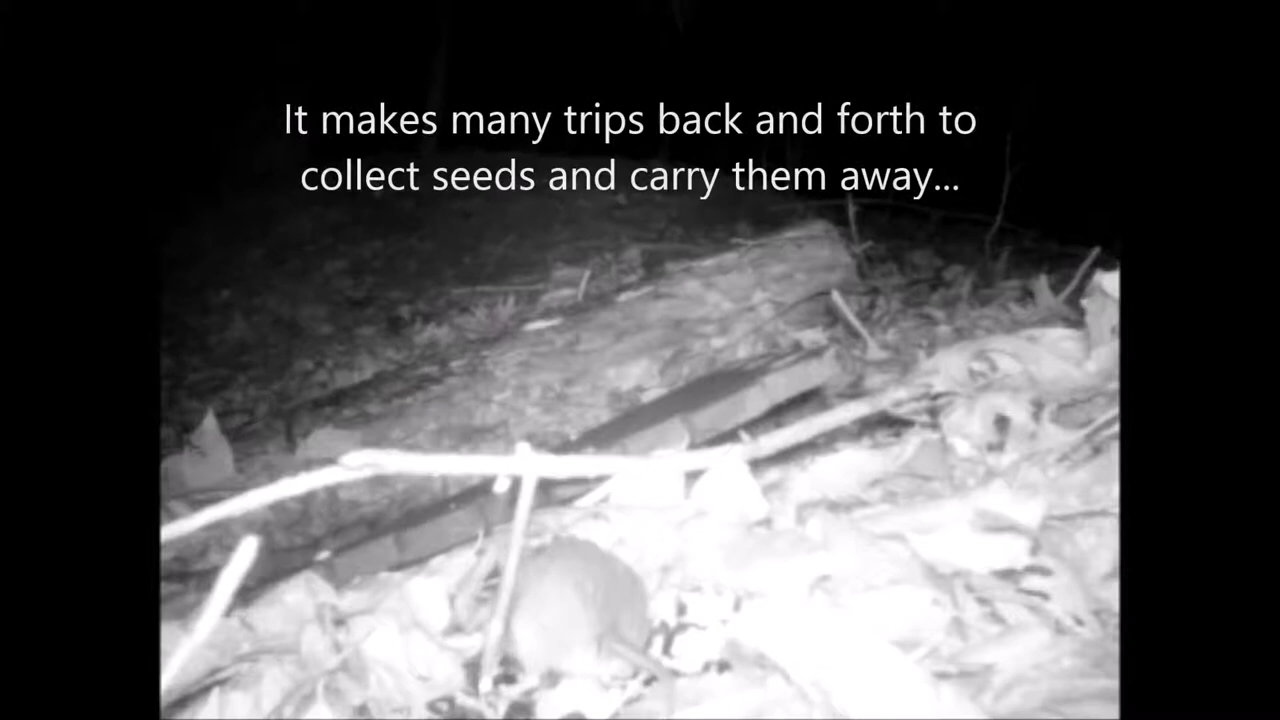 It makes many trips back and forth to
collect seeds and carry them away...